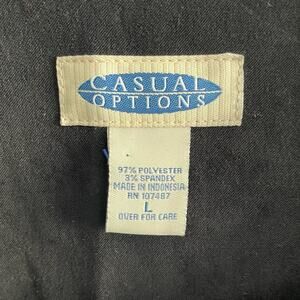 CASUAL
OPTIONS
97% POLYESTER
3% SPANDEX
MADE IN INDONESIA
RN 107487
L
OVER FOR CARE